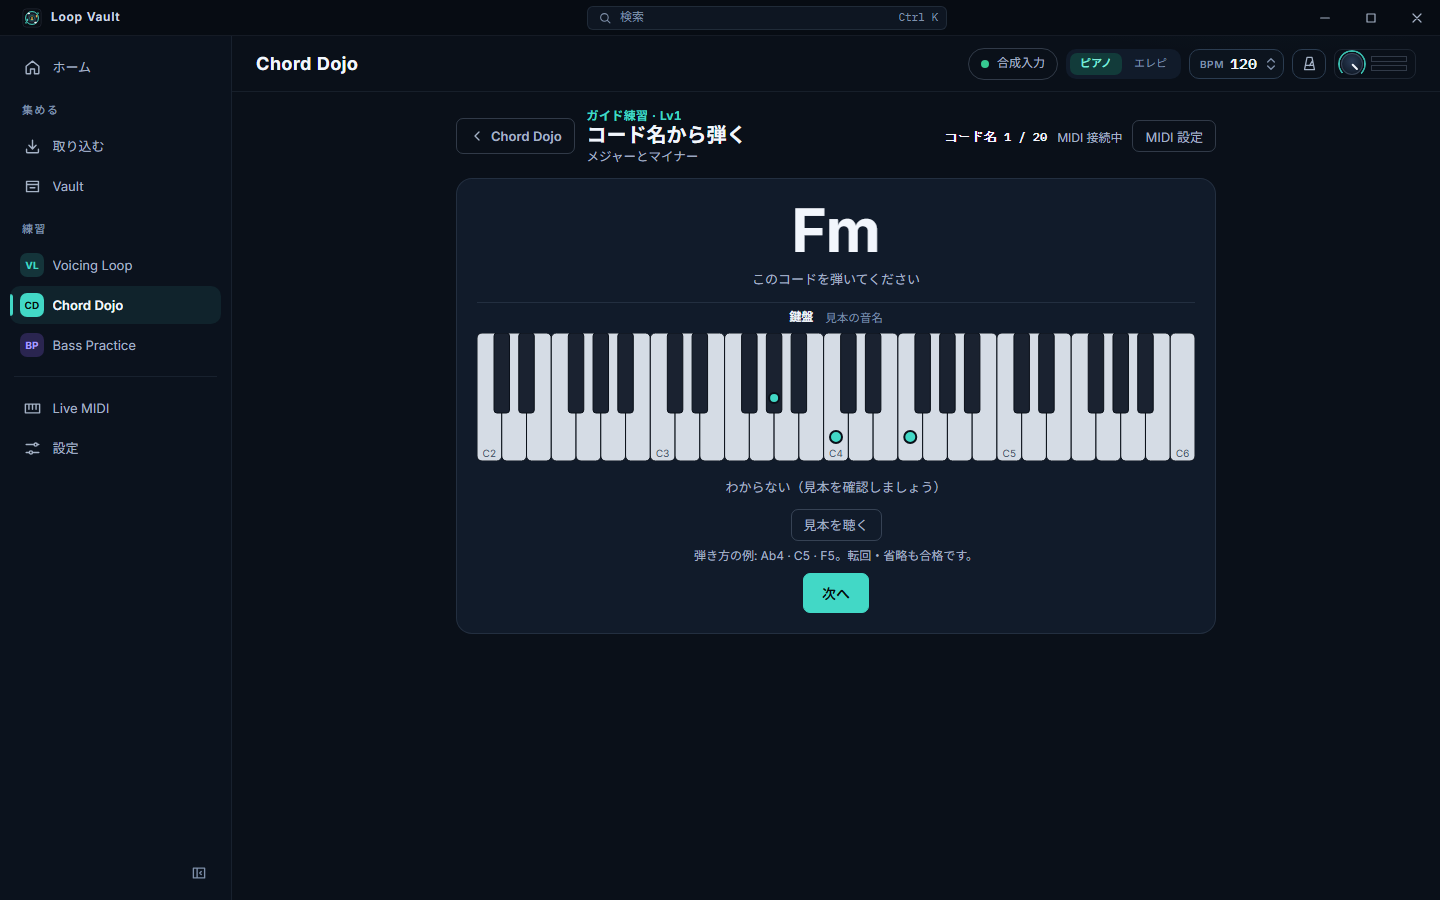 Loop Vault
検索
Ctrl K
ホーム
集める
取り込む
Vault
練習
VL Voicing Loop
CD Chord Dojo
BP Bass Practice
Live MIDI
設定
Chord Dojo
合成入力
ピアノ
エレピ
BPM 120
Chord Dojo
ガイド練習 · Lv1
コード名から弾く
メジャーとマイナー
コード名 1 / 20
MIDI 接続中
MIDI 設定
Fm
このコードを弾いてください
鍵盤 見本の音名
C2 C3 C4 C5 C6
わからない（見本を確認しましょう）
見本を聴く
弾き方の例: Ab4 · C5 · F5。転回・省略も合格です。
次へ